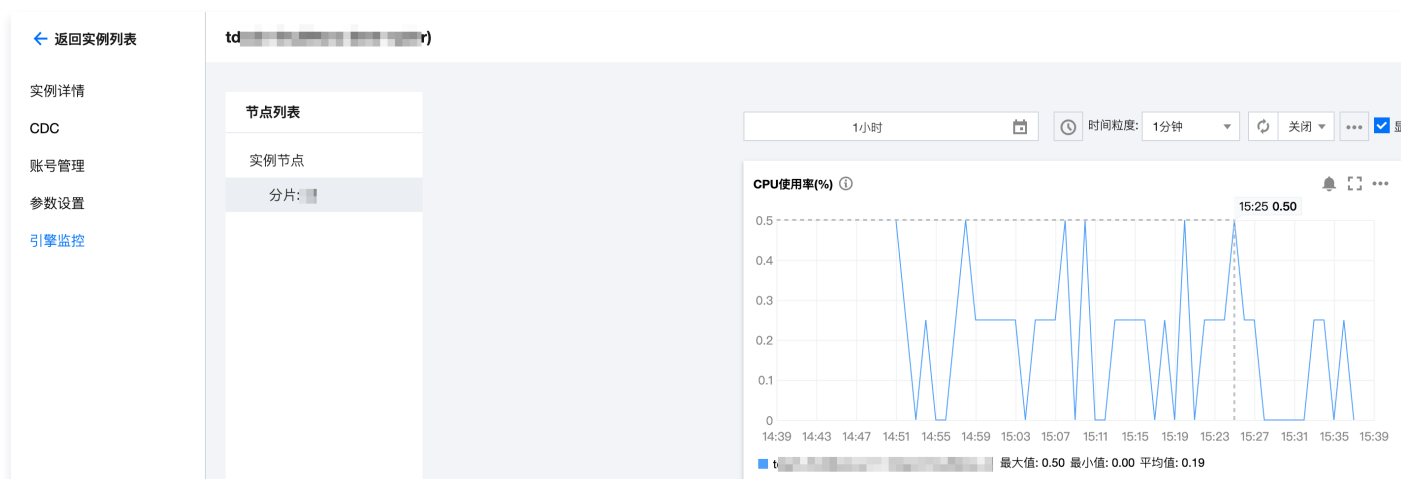 返回实例列表
td r)
实例详情
CDC
账号管理
参数设置
引擎监控
节点列表
实例节点
分片:
1小时
时间粒度: 1分钟
关闭
CPU使用率(%)
15:25 0.50
0.5
0.4
0.3
0.2
0.1
0
14:39 14:43 14:47 14:51 14:55 14:59 15:03 15:07 15:11 15:15 15:19 15:23 15:27 15:31 15:35 15:39
最大值: 0.50 最小值: 0.00 平均值: 0.19